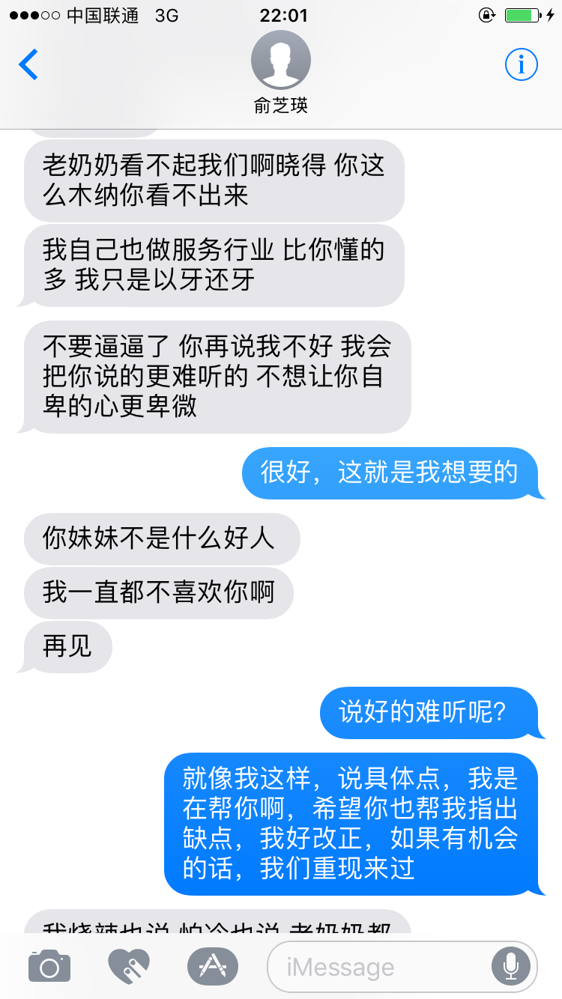 中国联通 3G 22:01
俞芝瑛
老奶奶看不起我们啊晓得 你这
么木纳你看不出来
我自己也做服务行业 比你懂的
多 我只是以牙还牙
不要逼逼了 你再说我不好 我会
把你说的更难听的 不想让你自
卑的心更卑微
很好，这就是我想要的
你妹妹不是什么好人
我一直都不喜欢你啊
再见
说好的难听呢?
就像我这样，说具体点，我是
在帮你啊，希望你也帮我指出
缺点，我好改正，如果有机会
的话，我们重现来过
我烧辣也说 怕冷也说 老奶奶都
iMessage